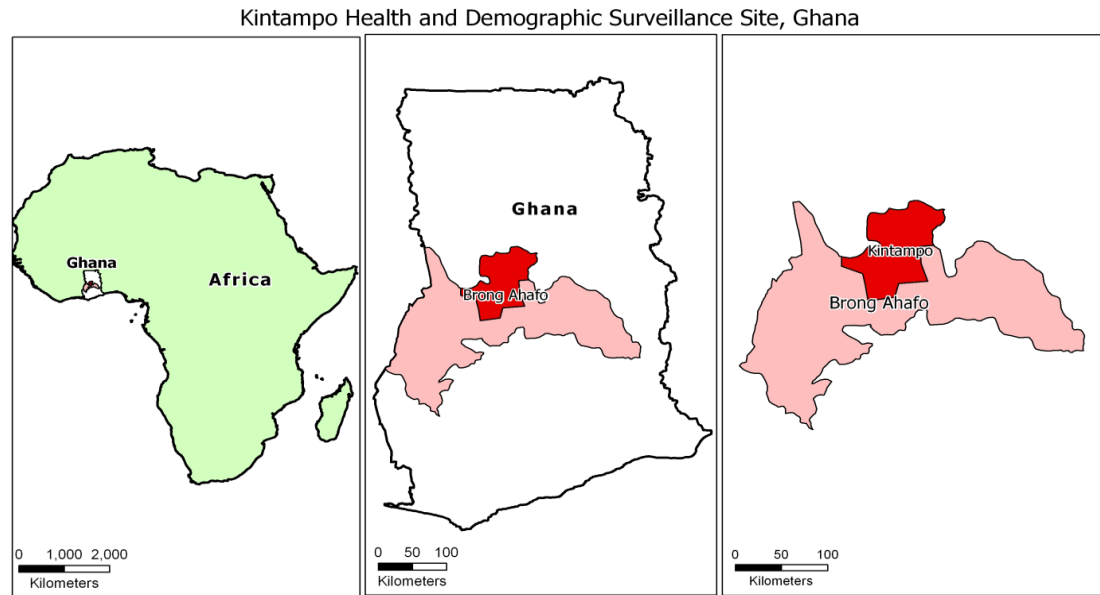 Kintampo Health and Demographic Surveillance Site, Ghana
Ghana
Africa
0 1,000 2,000
Kilometers
Ghana
Brong Ahafo
0 50 100
Kilometers
Kintampo
Brong Ahafo
0 50 100
Kilometers